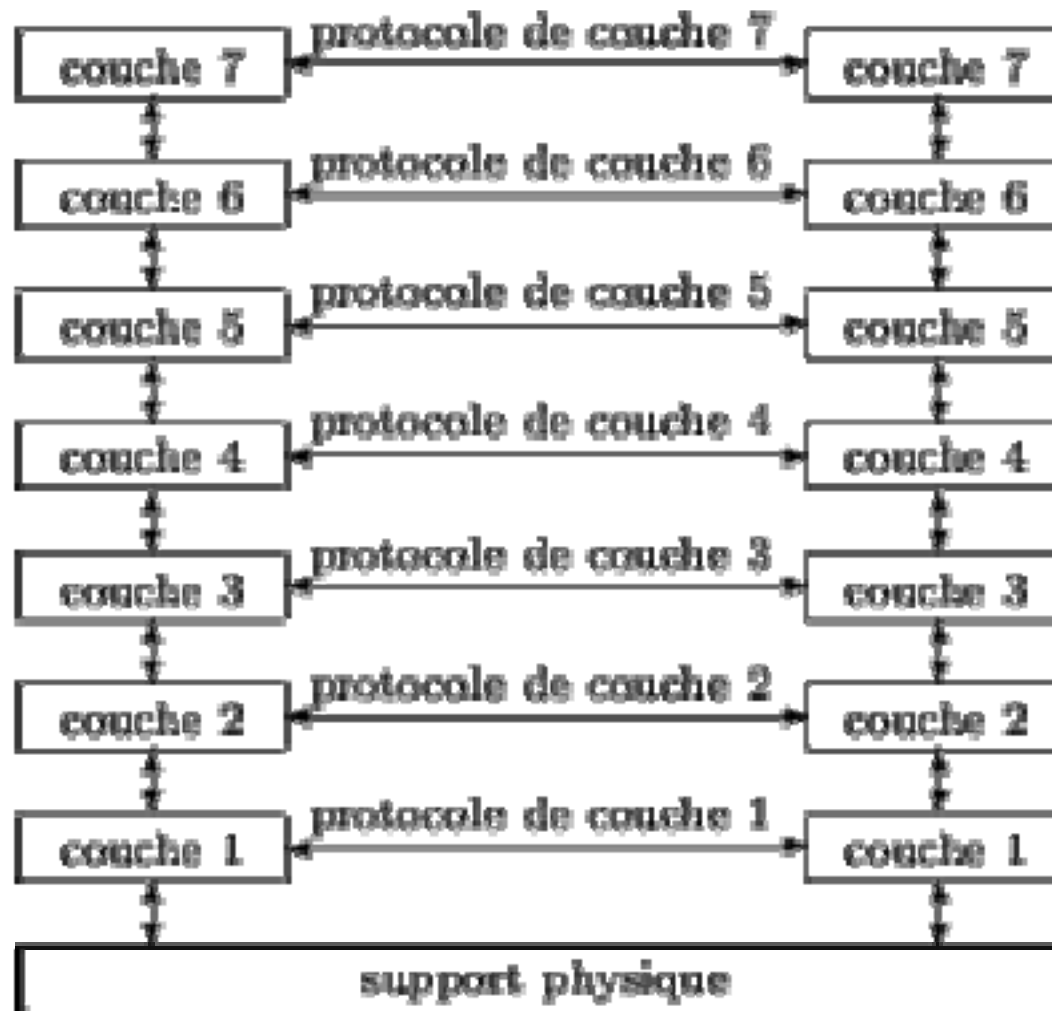 protocole de couche 7
couche 7
couche 7
protocole de couche 6
couche 6
couche 6
protocole de couche 5
couche 5
couche 5
protocole de couche 4
couche 4
couche 4
protocole de couche 3
couche 3
couche 3
protocole de couche 2
couche 2
couche 2
protocole de couche 1
couche 1
couche 1
support physique